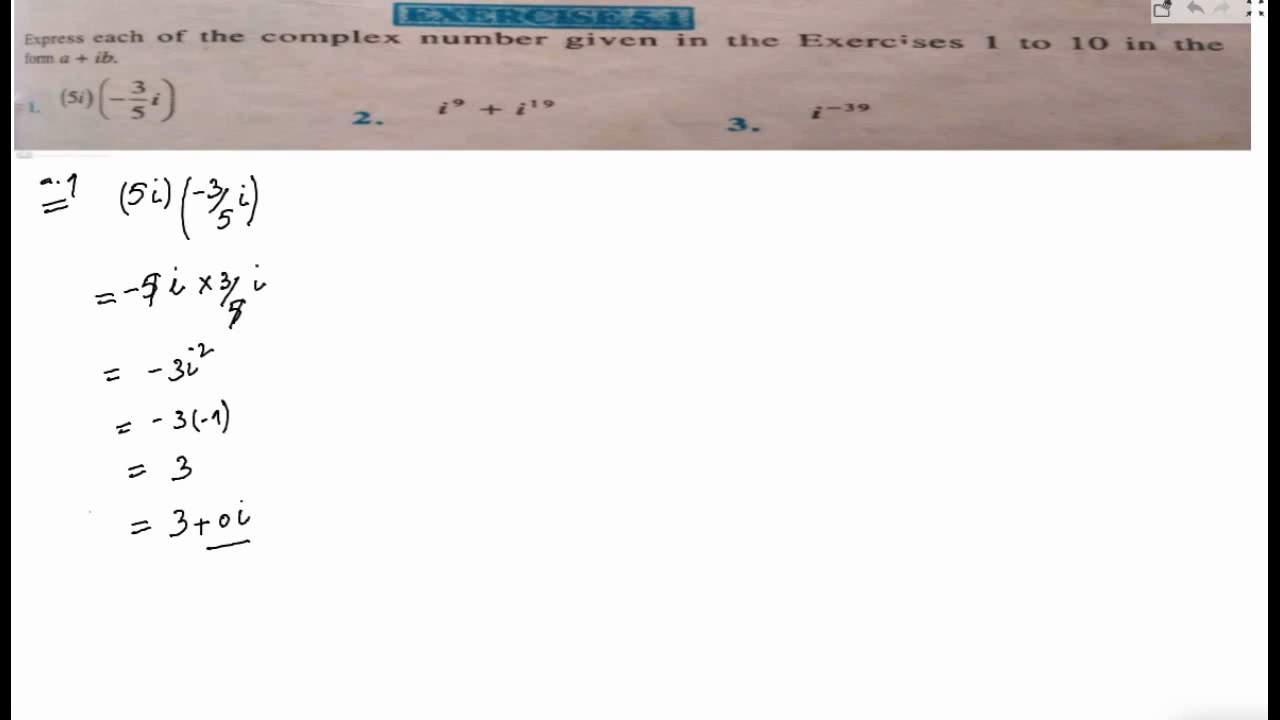 EXERCISE 5.1
Express each of the complex number given in the Exercises 1 to 10 in the
form a + ib.
1. (5i)(-3/5 i) 2. i⁹ + i¹⁹ 3. i⁻³⁹
a.1 (5i)(-3/5 i)
= -5i × 3/5 i
= -3i²
= -3(-1)
= 3
= 3+0i